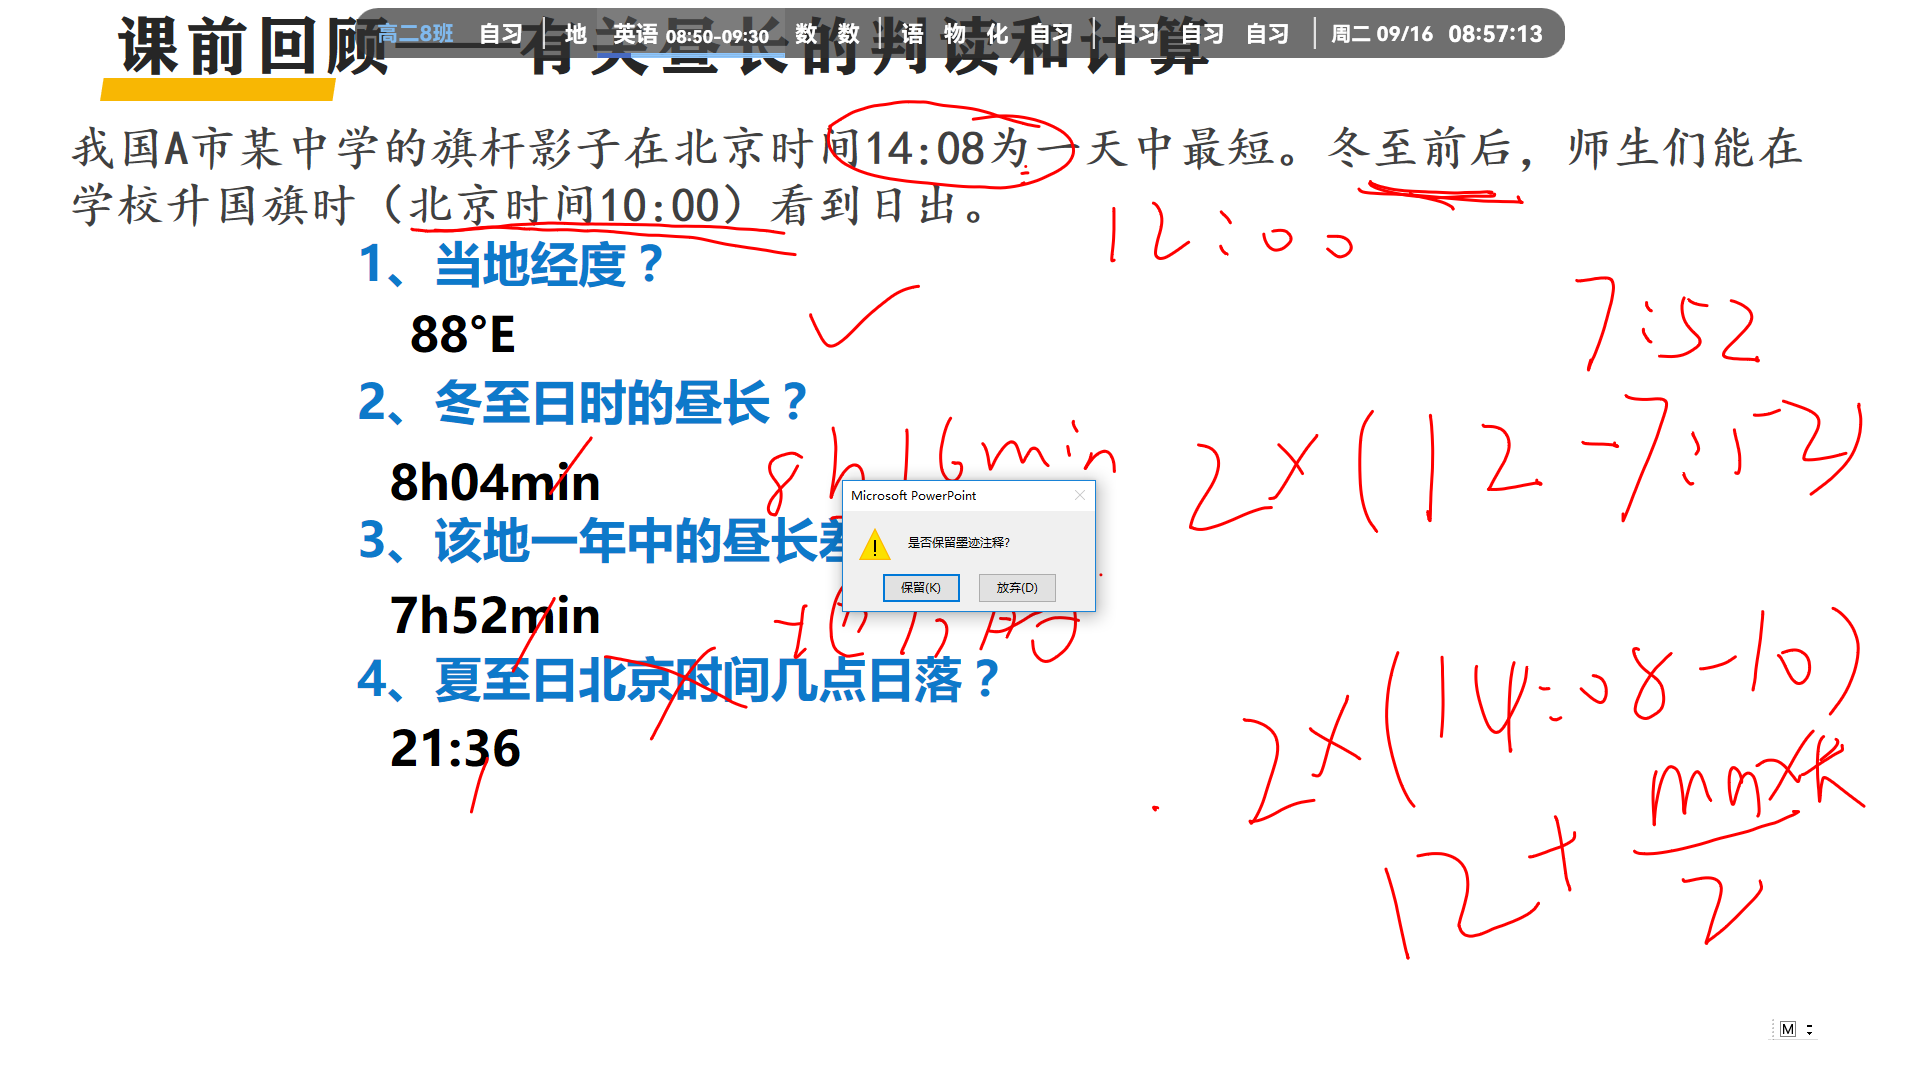 高二8班 自习 地 英语 08:50-09:30 数 数 语 物 化 自习 自习 自习 自习 周二 09/16 08:57:13
课前回顾——有关昼长的判读和计算
我国A市某中学的旗杆影子在北京时间14:08为一天中最短。冬至前后，师生们能在
学校升国旗时（北京时间10:00）看到日出。
12:00
1、当地经度？
88°E
7:52
2、冬至日时的昼长？
8h04min
8h16min
2×(12-7:52)
3、该地一年中的昼长差
7h52min
Microsoft PowerPoint
是否保留墨迹注释?
保留(K) 放弃(D)
4、夏至日北京时间几点日落？
21:36
2×(14:08-10)
12+
2
M